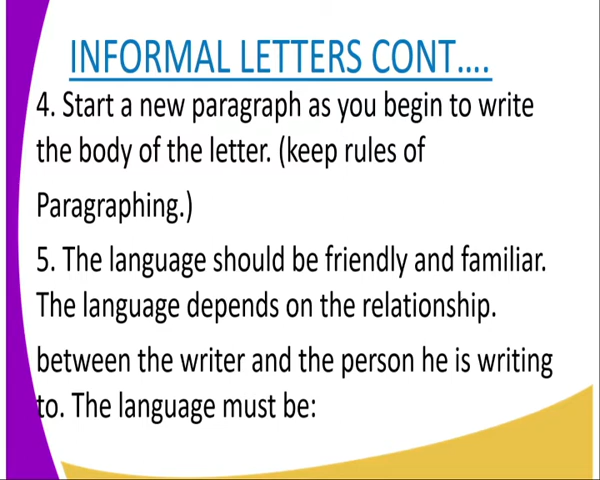 INFORMAL LETTERS CONT....
4. Start a new paragraph as you begin to write
the body of the letter. (keep rules of
Paragraphing.)
5. The language should be friendly and familiar.
The language depends on the relationship.
between the writer and the person he is writing
to. The language must be: